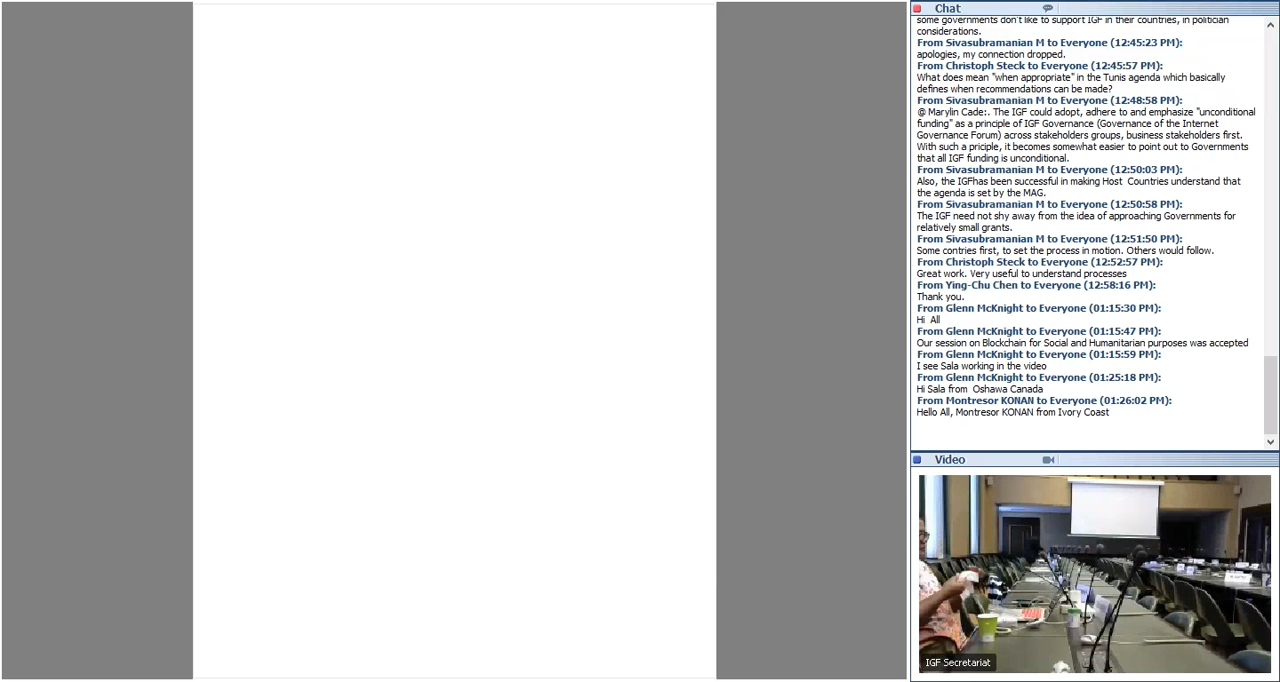 Chat
some governments don't like to support IGF in their countries, in politician
considerations.
From Sivasubramanian M to Everyone (12:45:23 PM):
apologies, my connection dropped.
From Christoph Steck to Everyone (12:45:57 PM):
What does mean "when appropriate" in the Tunis agenda which basically
defines when recommendations can be made?
From Sivasubramanian M to Everyone (12:48:58 PM):
@ Marylin Cade:. The IGF could adopt, adhere to and emphasize "unconditional
funding" as a principle of IGF Governance (Governance of the Internet
Governance Forum) across stakeholders groups, business stakeholders first.
With such a priciple, it becomes somewhat easier to point out to Governments
that all IGF funding is unconditional.
From Sivasubramanian M to Everyone (12:50:03 PM):
Also, the IGFhas been successful in making Host  Countries understand that
the agenda is set by the MAG.
From Sivasubramanian M to Everyone (12:50:58 PM):
The IGF need not shy away from the idea of approaching Governments for
relatively small grants.
From Sivasubramanian M to Everyone (12:51:50 PM):
Some contries first, to set the process in motion. Others would follow.
From Christoph Steck to Everyone (12:52:57 PM):
Great work. Very useful to understand processes
From Ying-Chu Chen to Everyone (12:58:16 PM):
Thank you.
From Glenn McKnight to Everyone (01:15:30 PM):
Hi  All
From Glenn McKnight to Everyone (01:15:47 PM):
Our session on Blockchain for Social and Humanitarian purposes was accepted
From Glenn McKnight to Everyone (01:15:59 PM):
I see Sala working in the video
From Glenn McKnight to Everyone (01:25:18 PM):
Hi Sala from  Oshawa Canada
From Montresor KONAN to Everyone (01:26:02 PM):
Hello All, Montresor KONAN from Ivory Coast
Video
IGF Secretariat